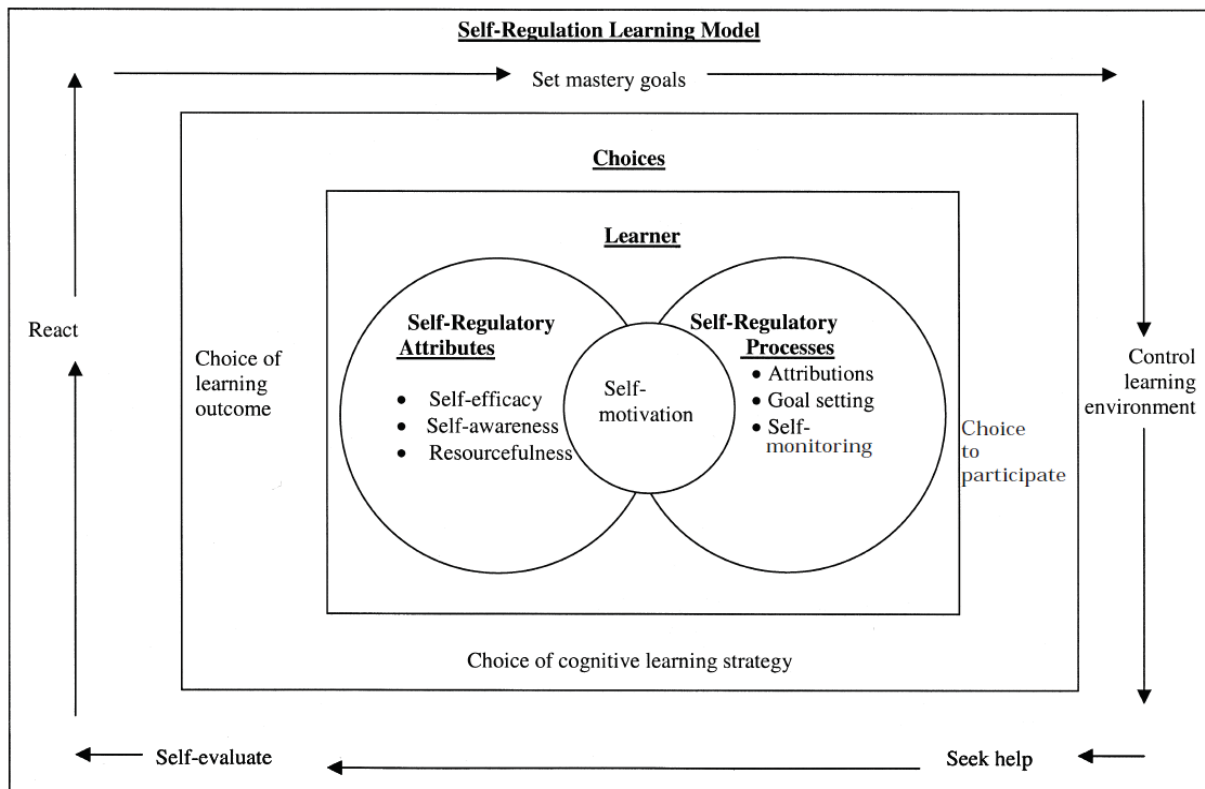 Self-Regulation Learning Model
Set mastery goals
Choices
Learner
React
Choice of
learning
outcome
Self-Regulatory
Attributes
● Self-efficacy
● Self-awareness
● Resourcefulness
Self-
motivation
Self-Regulatory
Processes
● Attributions
● Goal setting
● Self-
monitoring
Choice
to
participate
Control
learning
environment
Choice of cognitive learning strategy
Self-evaluate
Seek help